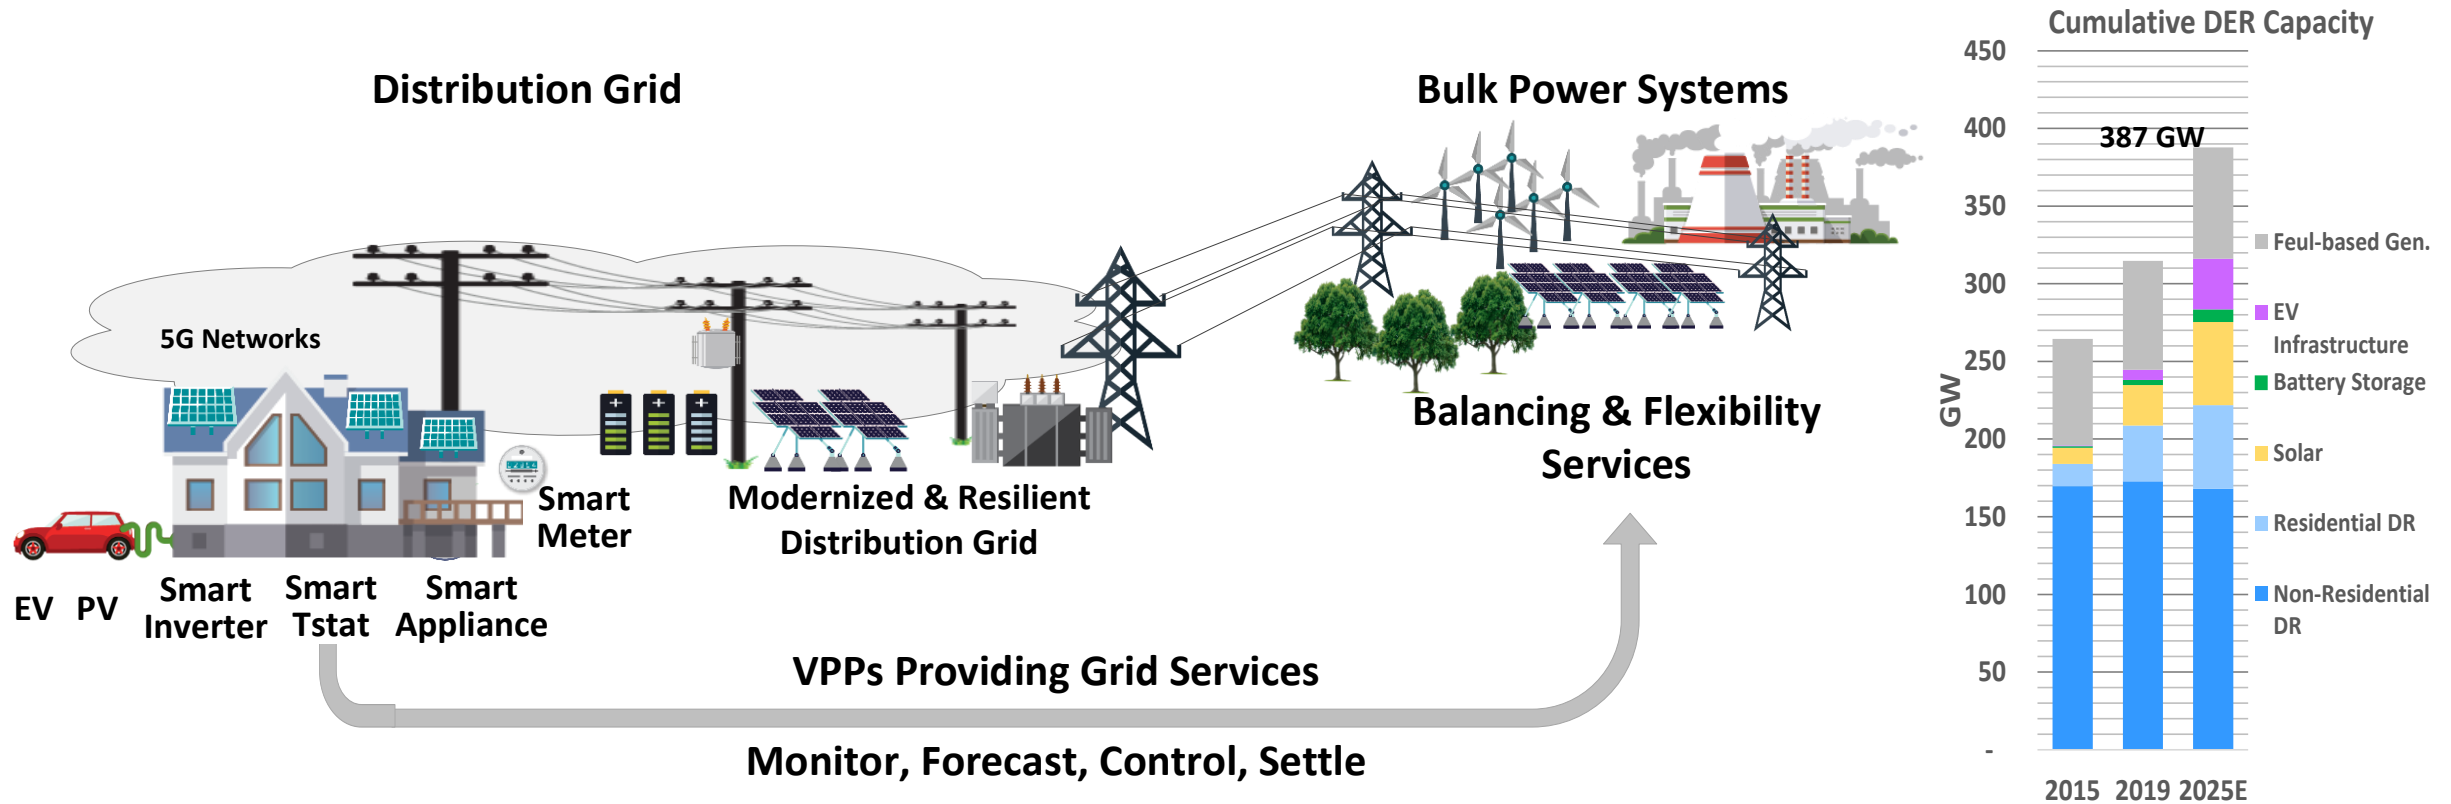 Distribution Grid
Bulk Power Systems
5G Networks
Smart
Meter
Modernized & Resilient
Distribution Grid
Balancing & Flexibility
Services
EV PV
Smart
Inverter
Smart
Tstat
Smart
Appliance
VPPs Providing Grid Services
Monitor, Forecast, Control, Settle
Cumulative DER Capacity
450
400
350
300
250
200
150
100
50
-
GW
387 GW
2015 2019 2025E
Feul-based Gen.
EV
Infrastructure
Battery Storage
Solar
Residential DR
Non-Residential
DR